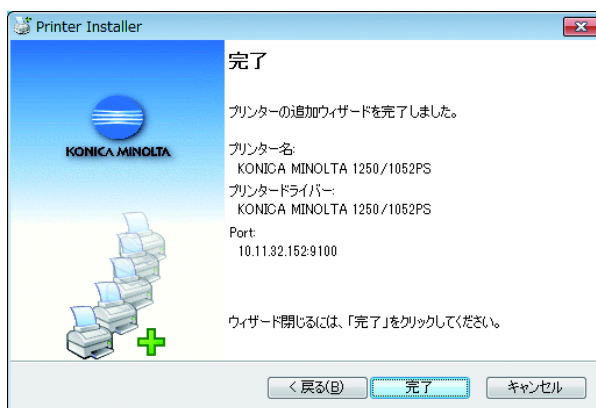 Printer Installer
完了
KONICA MINOLTA
プリンターの追加ウィザードを完了しました。
プリンター名:
KONICA MINOLTA 1250/1052PS
プリンタードライバー:
KONICA MINOLTA 1250/1052PS
Port:
10.11.32.152:9100
ウィザード閉じるには、「完了」をクリックしてください。
< 戻る(B)
完了
キャンセル